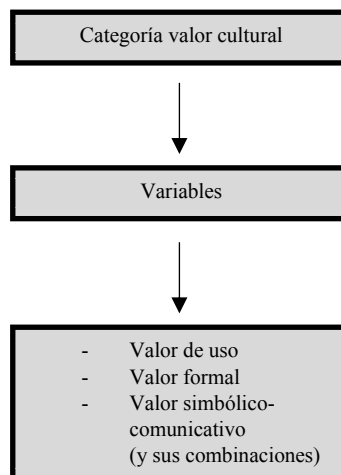 Categoría valor cultural
Variables
- Valor de uso
- Valor formal
- Valor simbólico-
comunicativo
(y sus combinaciones)